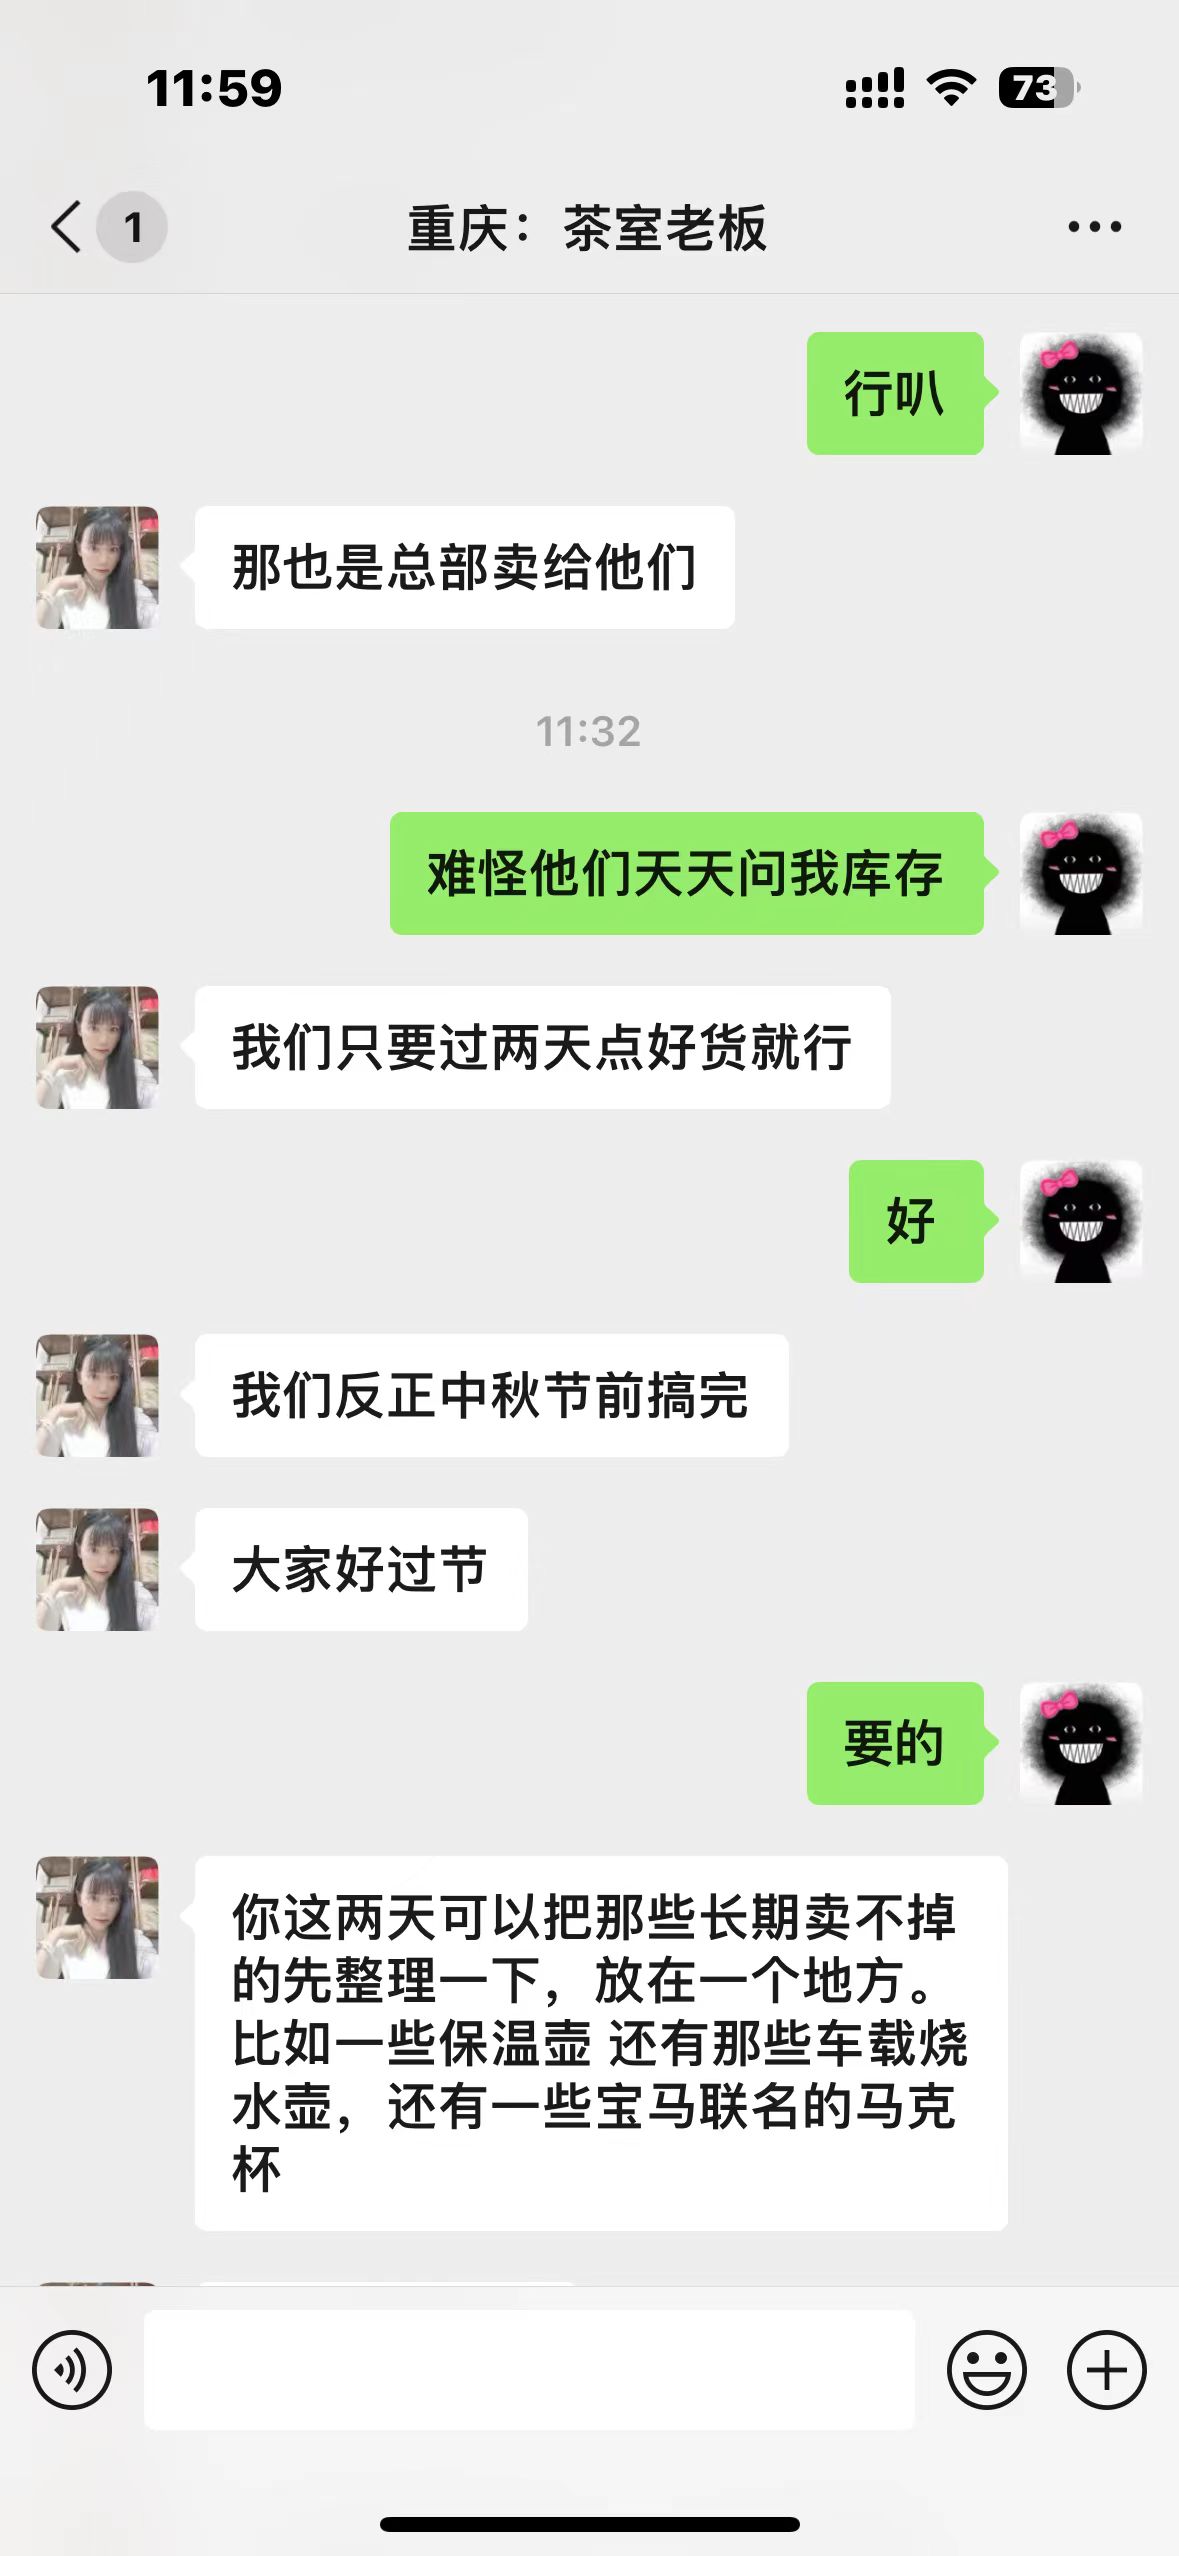 11:59
73
1
重庆：茶室老板
行叭
那也是总部卖给他们
11:32
难怪他们天天问我库存
我们只要过两天点好货就行
好
我们反正中秋节前搞完
大家好过节
要的
你这两天可以把那些长期卖不掉
的先整理一下，放在一个地方。
比如一些保温壶 还有那些车载烧
水壶，还有一些宝马联名的马克
杯